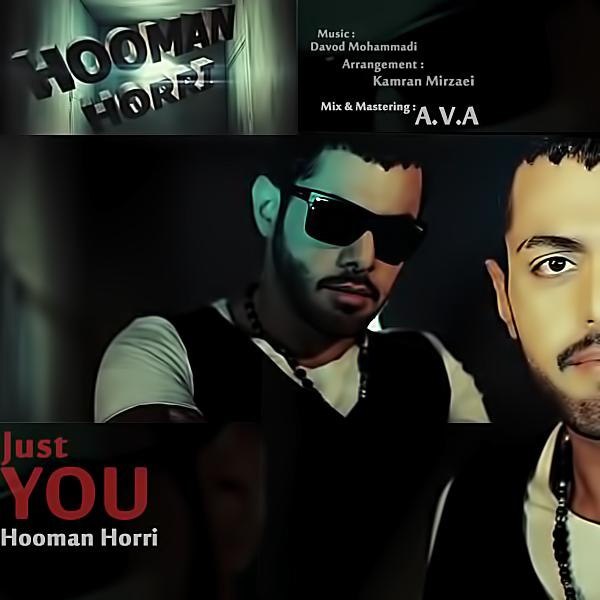 HOOMAN
HORRI
Music :
Davod Mohammadi
Arrangement :
Kamran Mirzaei
Mix & Mastering : A.V.A
Just
YOU
Hooman Horri